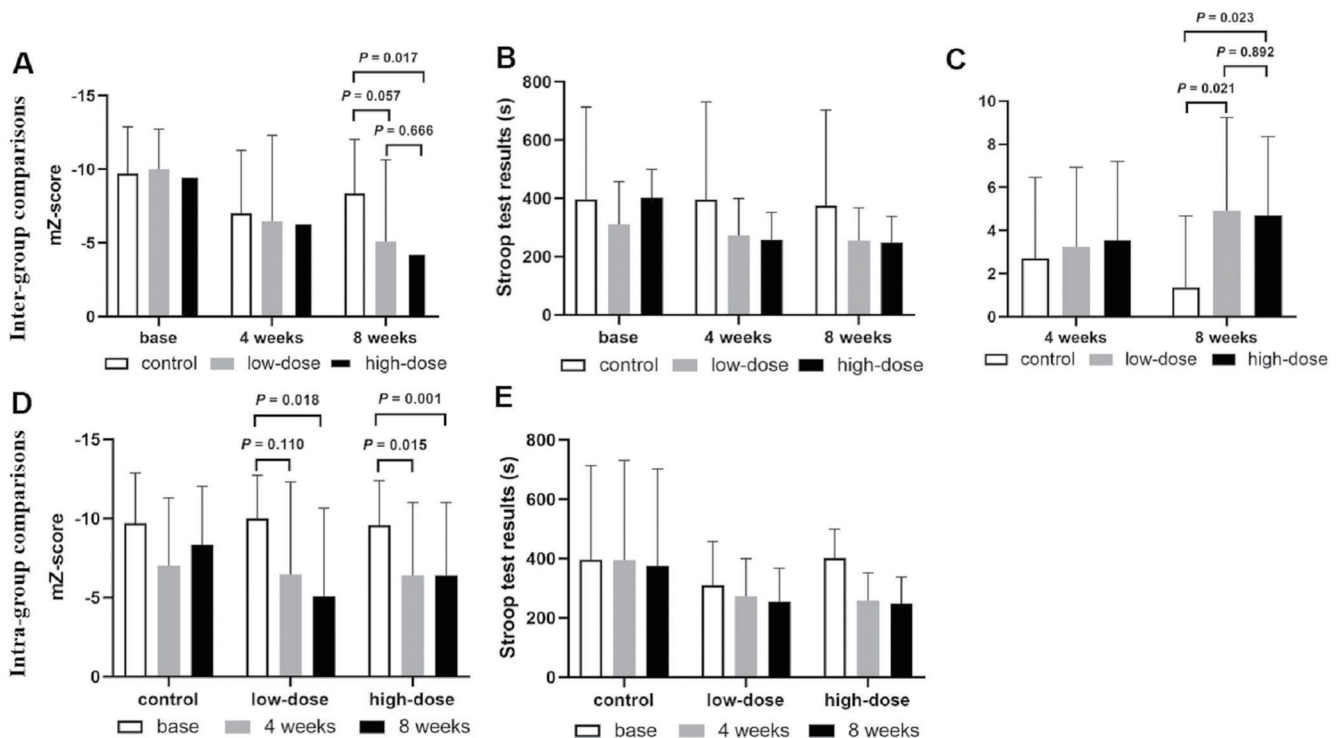 A
Inter-group comparisons
mZ-score
-15
-10
-5
0
P = 0.017
P = 0.057
P = 0.666
base 4 weeks 8 weeks
control low-dose high-dose
B
Stroop test results (s)
800
600
400
200
0
base 4 weeks 8 weeks
control low-dose high-dose
C
P = 0.023
P = 0.892
P = 0.021
10
8
6
4
2
0
4 weeks 8 weeks
control low-dose high-dose
D
Intra-group comparisons
mZ-score
-15
-10
-5
0
P = 0.018
P = 0.110
P = 0.001
P = 0.015
control low-dose high-dose
base 4 weeks 8 weeks
E
Stroop test results (s)
800
600
400
200
0
control low-dose high-dose
base 4 weeks 8 weeks